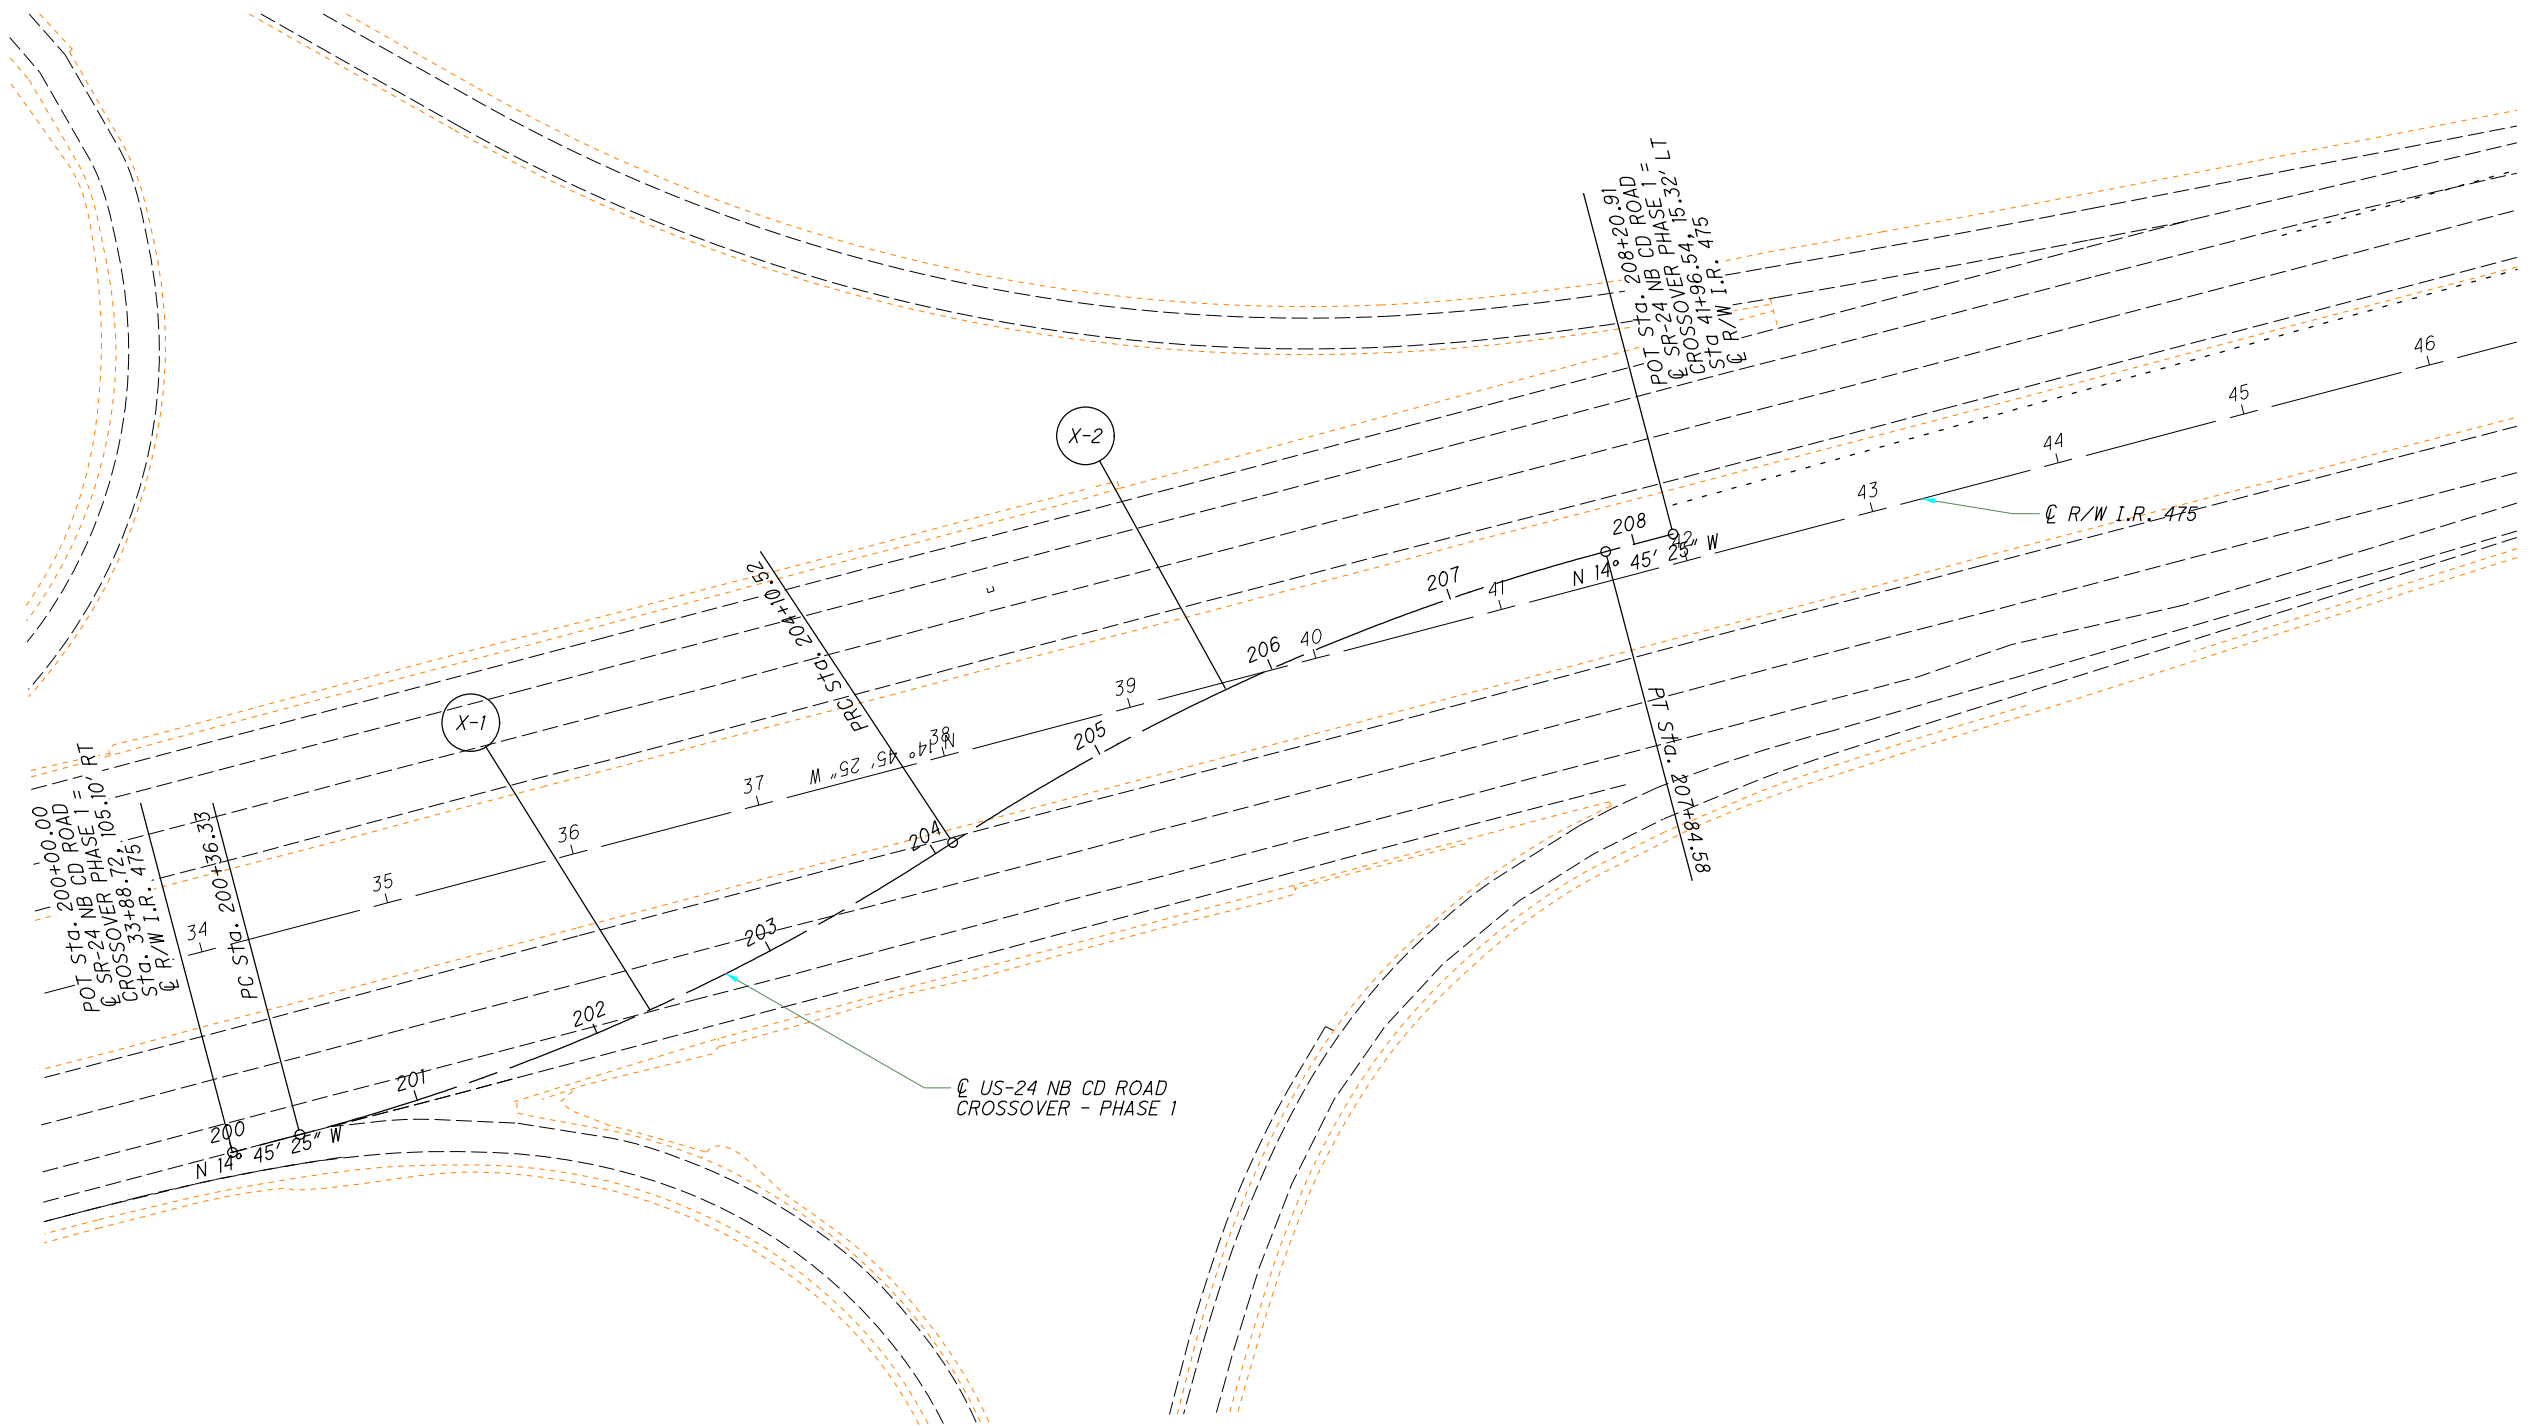 POT Sta. 208+20.91
℄ SR-24 NB CD ROAD
CROSSOVER PHASE 1 =
Sta 41+96.54, 15.32' LT
℄ R/W I.R. 475
46
45
44
43
42
41
40
39
38
37
36
35
34
℄ R/W I.R. 475
X-2
X-1
208
207
206
205
204
203
202
201
200
N 14° 45' 25" W
N 14° 45' 25" W
N 14° 45' 25" W
PRC Sta. 204+10.52
PT Sta. 207+84.58
POT Sta. 200+00.00
℄ SR-24 NB CD ROAD
CROSSOVER PHASE 1 =
Sta. 33+88.72, 105.10' RT
℄ R/W I.R. 475
PC Sta. 200+36.33
℄ US-24 NB CD ROAD
CROSSOVER - PHASE 1